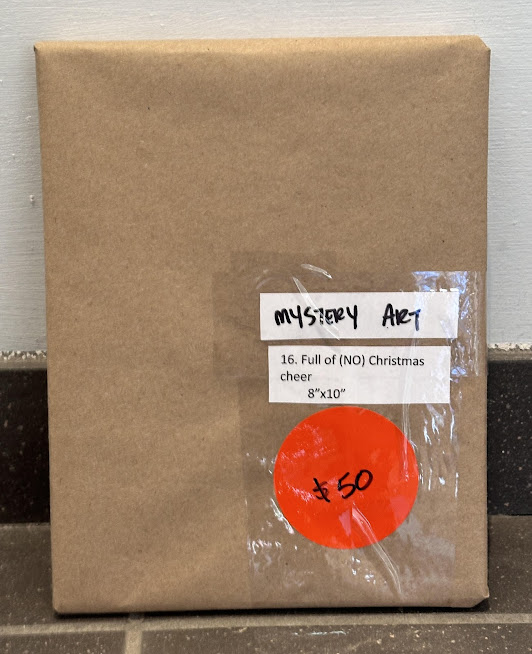 MYSTERY ART
16. Full of (NO) Christmas
cheer
8”x10”
$50